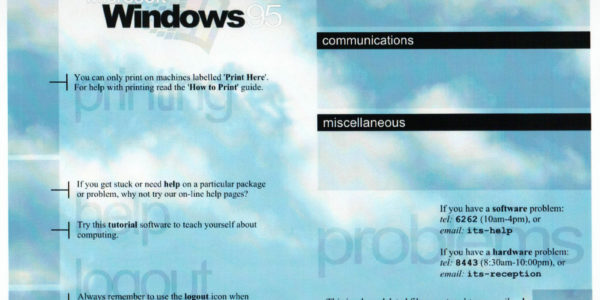 Microsoft
Windows 95
printing
You can only print on machines labelled 'Print Here'.
For help with printing read the 'How to Print' guide.
help
If you get stuck or need help on a particular package
or problem, why not try our on-line help pages?
Try this tutorial software to teach yourself about
computing.
logout
Always remember to use the logout icon when
communications
miscellaneous
problems
If you have a software problem:
tel: 6262 (10am-4pm), or
email: its-help
If you have a hardware problem:
tel: 8443 (8:30am-10:00pm), or
email: its-reception